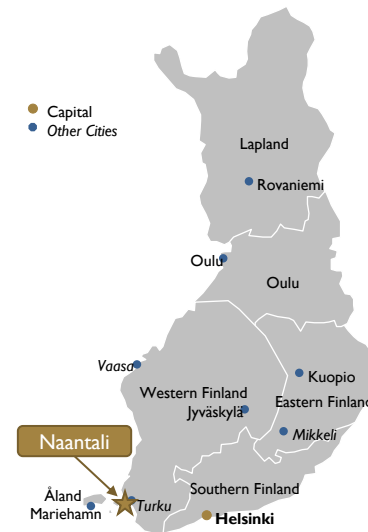 Capital
Other Cities
Lapland
Rovaniemi
Oulu
Oulu
Vaasa
Kuopio
Western Finland
Eastern Finland
Jyväskylä
Mikkeli
Naantali
Southern Finland
Åland
Turku
Mariehamn
Helsinki